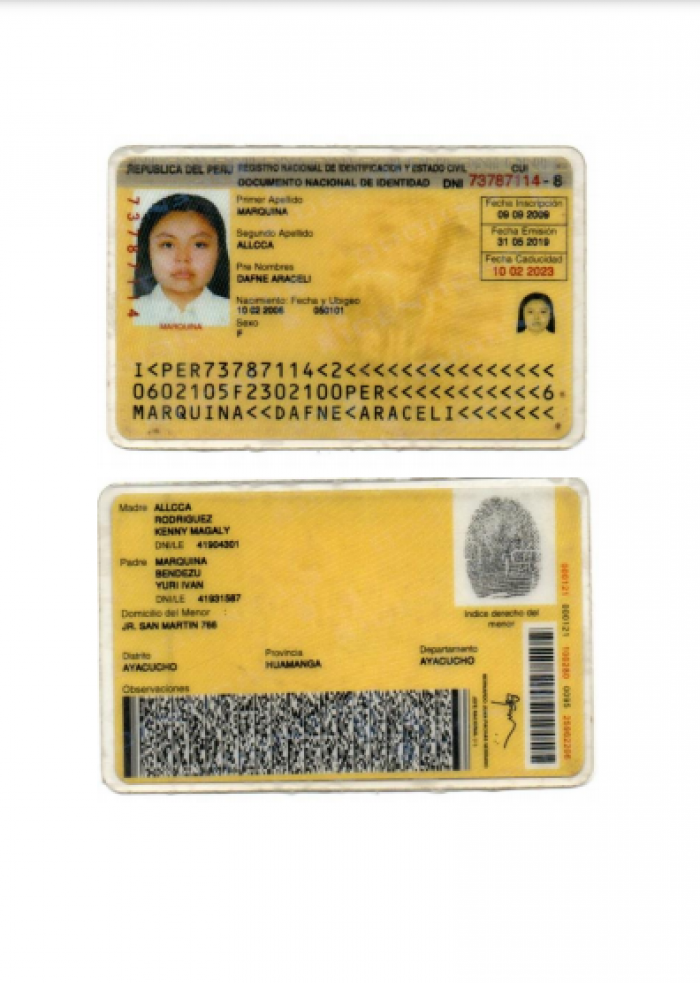 REPUBLICA DEL PERU REGISTRO NACIONAL DE IDENTIFICACION Y ESTADO CIVIL CUI
DOCUMENTO NACIONAL DE IDENTIDAD DNI 73787114 - 8
73787114
MARQUINA
Primer Apellido
MARQUINA
Segundo Apellido
ALLCCA
Pre Nombres
DAFNE ARACELI
Nacimiento: Fecha y Ubigeo
10 02 2006 050101
Sexo
F
Fecha Inscripción
09 09 2009
Fecha Emisión
31 05 2019
Fecha Caducidad
10 02 2023
I<PER73787114<2<<<<<<<<<<<<<<<
0602105F2302100PER<<<<<<<<<<<6
MARQUINA<<DAFNE<ARACELI<<<<<<<
Madre ALLCCA
RODRIGUEZ
KENNY MAGALY
DNI/LE 41904301
Padre MARQUINA
BENDEZU
YURI IVAN
DNI/LE 41931587
Domicilio del Menor :
JR. SAN MARTIN 766
Distrito Provincia Departamento
AYACUCHO HUAMANGA AYACUCHO
Observaciones
Indice derecho del
menor